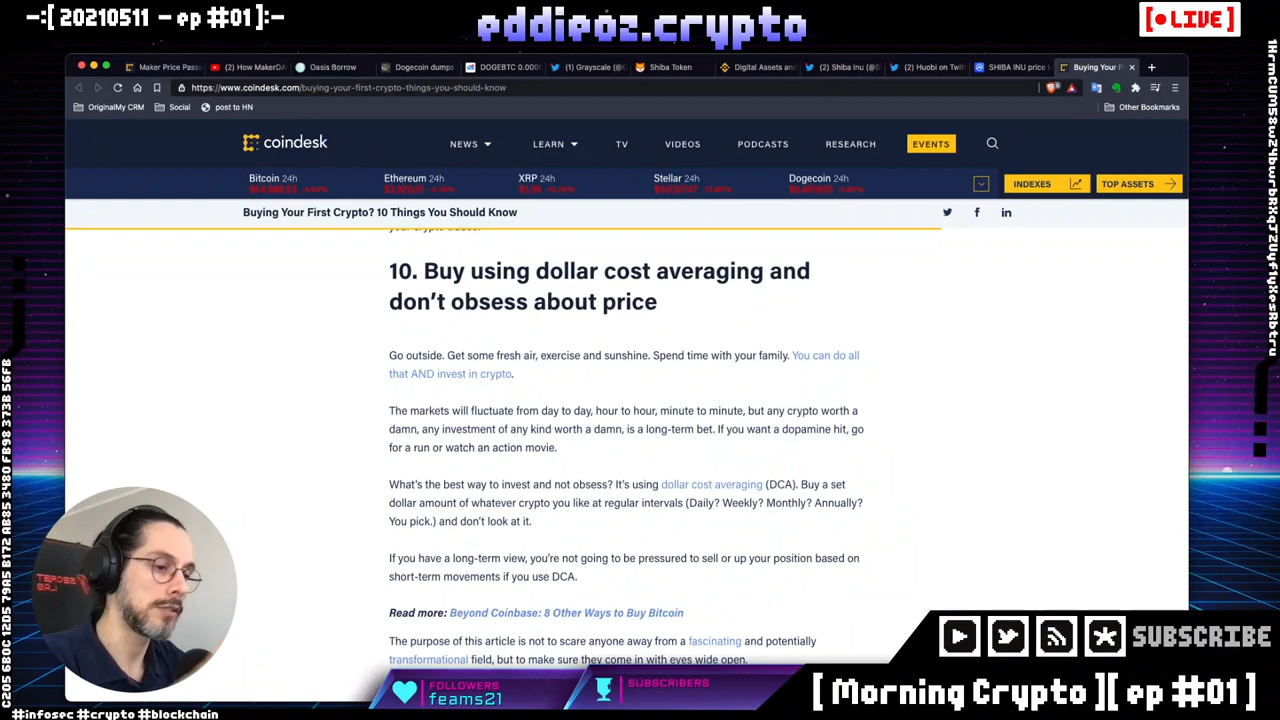 -:[ 20210511 - ep #01]:-
eddieoz.crypto
[•LIVE]
Maker Price Pass
(2) How MakerDA
Oasis Borrow
Dogecoin dumps
DOGEBTC 0.0000
(1) Grayscale (@G
Shiba Token
Digital Assets and
(2) Shiba Inu (@S
(2) Huobi on Twit
SHIBA INU price
Buying Your Fi
https://www.coindesk.com/buying-your-first-crypto-things-you-should-know
OriginalMy CRM
Social
post to HN
Other Bookmarks
coindesk
NEWS
LEARN
TV
VIDEOS
PODCASTS
RESEARCH
EVENTS
Bitcoin 24h
Ethereum 24h
XRP 24h
Stellar 24h
Dogecoin 24h
INDEXES
TOP ASSETS
Buying Your First Crypto? 10 Things You Should Know
10. Buy using dollar cost averaging and
don’t obsess about price
Go outside. Get some fresh air, exercise and sunshine. Spend time with your family. You can do all
that AND invest in crypto.
The markets will fluctuate from day to day, hour to hour, minute to minute, but any crypto worth a
damn, any investment of any kind worth a damn, is a long-term bet. If you want a dopamine hit, go
for a run or watch an action movie.
What’s the best way to invest and not obsess? It’s using dollar cost averaging (DCA). Buy a set
dollar amount of whatever crypto you like at regular intervals (Daily? Weekly? Monthly? Annually?
You pick.) and don’t look at it.
If you have a long-term view, you’re not going to be pressured to sell or up your position based on
short-term movements if you use DCA.
Read more: Beyond Coinbase: 8 Other Ways to Buy Bitcoin
The purpose of this article is not to scare anyone away from a fascinating and potentially
transformational field, but to make sure they come in with eyes wide open.
SUBSCRIBE
FOLLOWERS
feams21
SUBSCRIBERS
[Morning Crypto][ep #01]
#infosec #crypto #blockchain